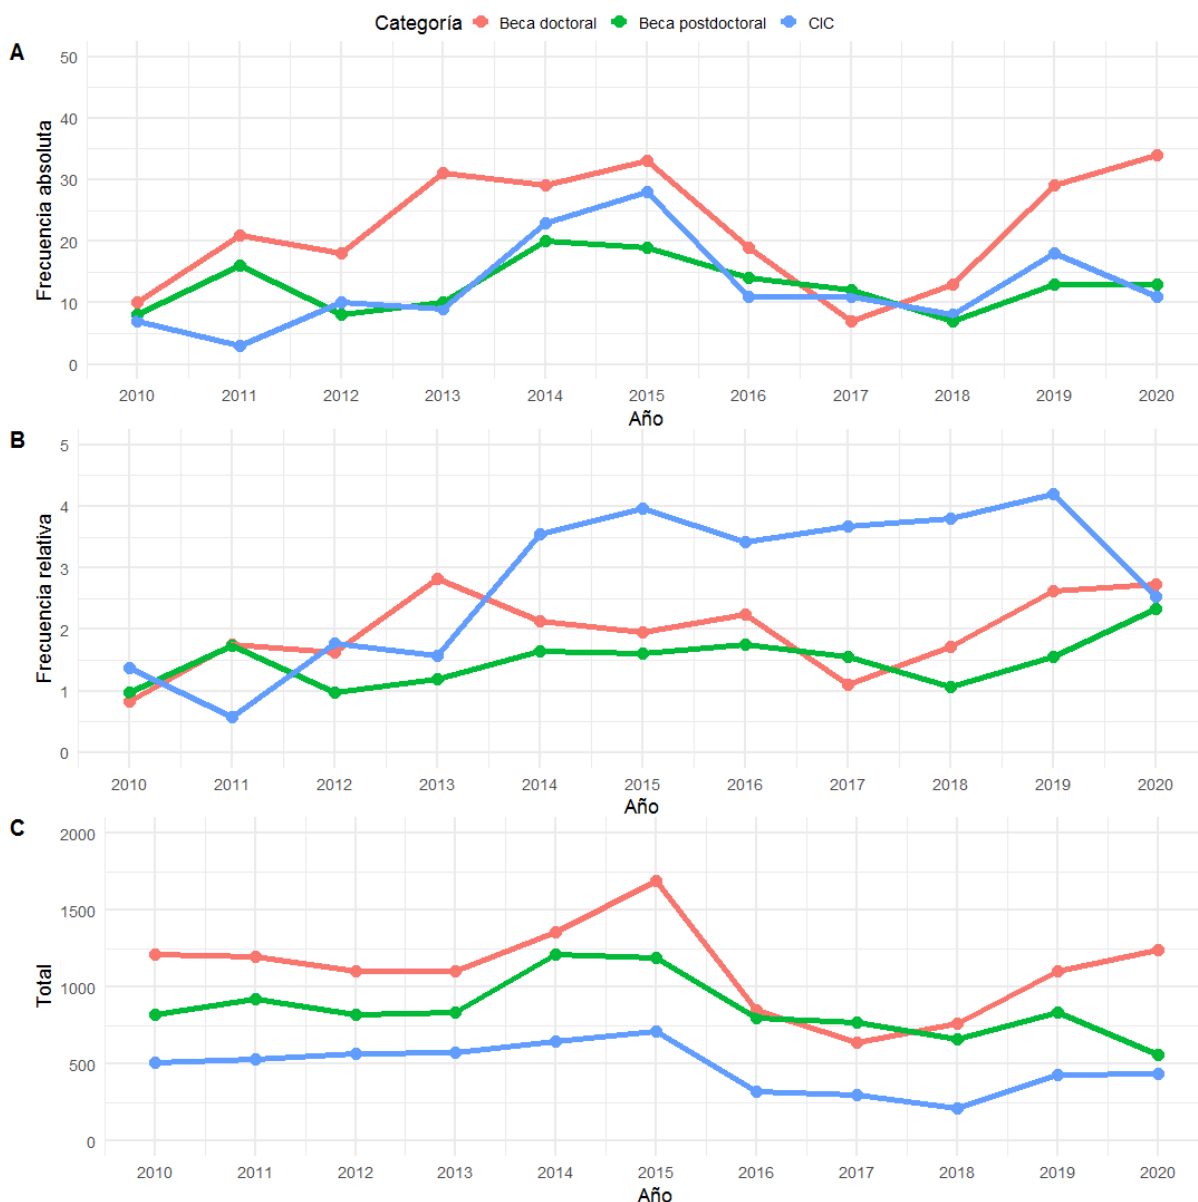 Categoría Beca doctoral Beca postdoctoral CIC
A
50
40
30
20
10
0
Frecuencia absoluta
2010 2011 2012 2013 2014 2015 2016 2017 2018 2019 2020
Año
B
5
4
3
2
1
0
Frecuencia relativa
2010 2011 2012 2013 2014 2015 2016 2017 2018 2019 2020
Año
C
2000
1500
1000
500
0
Total
2010 2011 2012 2013 2014 2015 2016 2017 2018 2019 2020
Año